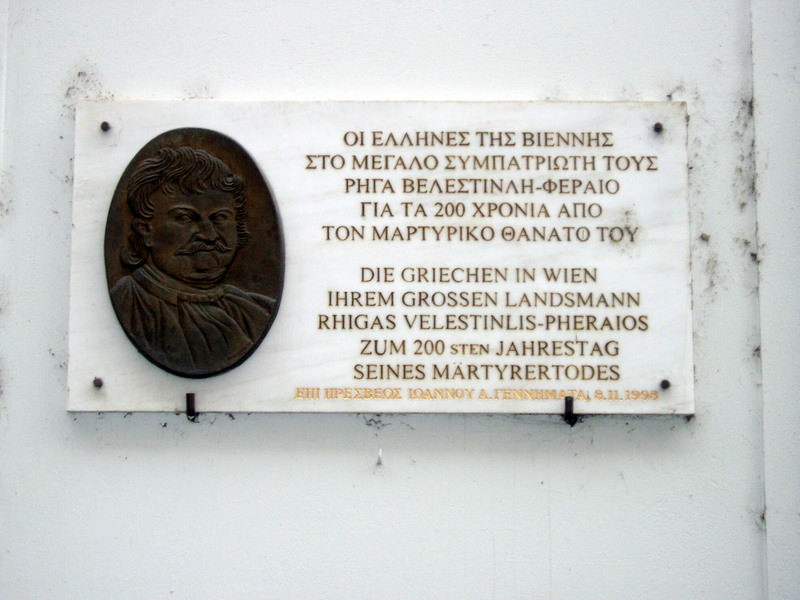 ΟΙ ΕΛΛΗΝΕΣ ΤΗΣ ΒΙΕΝΝΗΣ
ΣΤΟ ΜΕΓΑΛΟ ΣΥΜΠΑΤΡΙΩΤΗ ΤΟΥΣ
ΡΗΓΑ ΒΕΛΕΣΤΙΝΛΗ-ΦΕΡΑΙΟ
ΓΙΑ ΤΑ 200 ΧΡΟΝΙΑ ΑΠΟ
ΤΟΝ ΜΑΡΤΥΡΙΚΟ ΘΑΝΑΤΟ ΤΟΥ
DIE GRIECHEN IN WIEN
IHREM GROSSEN LANDSMANN
RHIGAS VELESTINLIS-PHERAIOS
ZUM 200 STEN JAHRESTAG
SEINES MÄRTYRERTODES
ΕΠΙ ΠΡΕΣΒΕΩΣ ΙΩΑΝΝΟΥ Α. ΓΕΝΝΗΜΑΤΑ, 8.11.1998